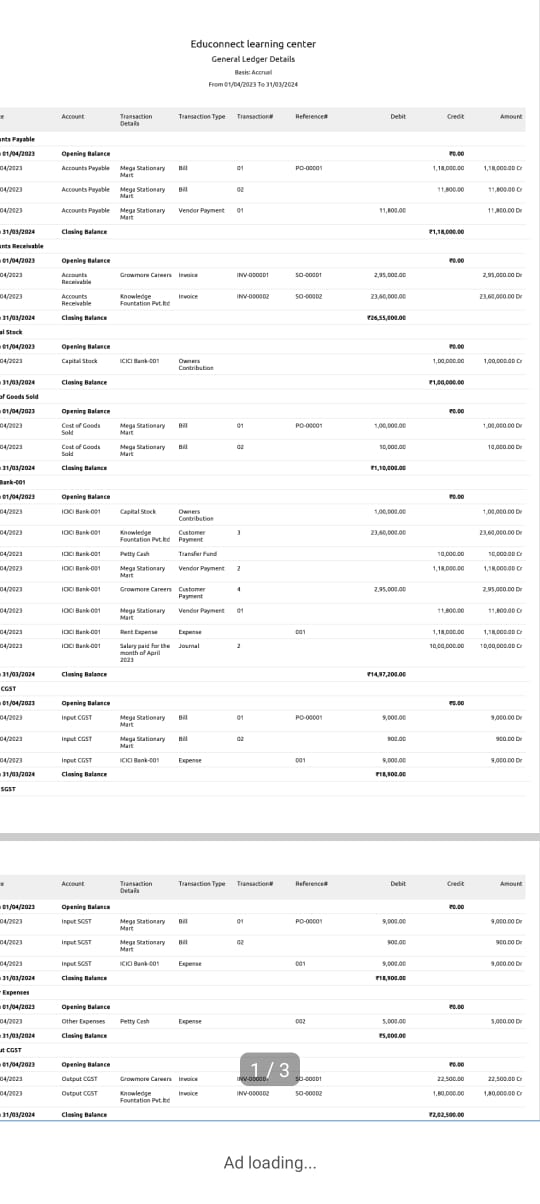 Educonnect learning center
General Ledger Details
Basis: Accrual
From 01/04/2023 To 31/03/2024
e Account Transaction Details Transaction Type Transaction# Reference# Debit Credit Amount
nts Payable
01/04/2023 Opening Balance ₹0.00
04/2023 Accounts Payable Mega Stationary Mart Bill 01 PO-00001 1,18,000.00 1,18,000.00 Cr
04/2023 Accounts Payable Mega Stationary Mart Bill 02 11,800.00 11,800.00 Cr
04/2023 Accounts Payable Mega Stationary Mart Vendor Payment 01 11,800.00 11,800.00 Dr
31/03/2024 Closing Balance ₹1,18,000.00
nts Receivable
01/04/2023 Opening Balance ₹0.00
04/2023 Accounts Receivable Growmore Careers Invoice INV-000001 SO-00001 2,95,000.00 2,95,000.00 Dr
04/2023 Accounts Receivable Knowledge Fountation Pvt.ltd Invoice INV-000002 SO-00002 23,60,000.00 23,60,000.00 Dr
31/03/2024 Closing Balance ₹26,55,000.00
al Stock
01/04/2023 Opening Balance ₹0.00
04/2023 Capital Stock ICICI Bank-001 Owners Contribution 1,00,000.00 1,00,000.00 Cr
31/03/2024 Closing Balance ₹1,00,000.00
of Goods Sold
01/04/2023 Opening Balance ₹0.00
04/2023 Cost of Goods Sold Mega Stationary Mart Bill 01 PO-00001 1,00,000.00 1,00,000.00 Dr
04/2023 Cost of Goods Sold Mega Stationary Mart Bill 02 10,000.00 10,000.00 Dr
31/03/2024 Closing Balance ₹1,10,000.00
Bank-001
01/04/2023 Opening Balance ₹0.00
04/2023 ICICI Bank-001 Capital Stock Owners Contribution 1,00,000.00 1,00,000.00 Dr
04/2023 ICICI Bank-001 Knowledge Fountation Pvt.ltd Customer Payment 3 23,60,000.00 23,60,000.00 Dr
04/2023 ICICI Bank-001 Petty Cash Transfer Fund 10,000.00 10,000.00 Cr
04/2023 ICICI Bank-001 Mega Stationary Mart Vendor Payment 2 1,18,000.00 1,18,000.00 Cr
04/2023 ICICI Bank-001 Growmore Careers Customer Payment 4 2,95,000.00 2,95,000.00 Dr
04/2023 ICICI Bank-001 Mega Stationary Mart Vendor Payment 01 11,800.00 11,800.00 Cr
04/2023 ICICI Bank-001 Rent Expense Expense 001 1,18,000.00 1,18,000.00 Cr
04/2023 ICICI Bank-001 Salary paid for the month of April 2023 Journal 2 10,00,000.00 10,00,000.00 Cr
31/03/2024 Closing Balance ₹14,97,200.00
CGST
01/04/2023 Opening Balance ₹0.00
04/2023 Input CGST Mega Stationary Mart Bill 01 PO-00001 9,000.00 9,000.00 Dr
04/2023 Input CGST Mega Stationary Mart Bill 02 900.00 900.00 Dr
04/2023 Input CGST ICICI Bank-001 Expense 001 9,000.00 9,000.00 Dr
31/03/2024 Closing Balance ₹18,900.00
SGST
e Account Transaction Details Transaction Type Transaction# Reference# Debit Credit Amount
01/04/2023 Opening Balance ₹0.00
04/2023 Input SGST Mega Stationary Mart Bill 01 PO-00001 9,000.00 9,000.00 Dr
04/2023 Input SGST Mega Stationary Mart Bill 02 900.00 900.00 Dr
04/2023 Input SGST ICICI Bank-001 Expense 001 9,000.00 9,000.00 Dr
31/03/2024 Closing Balance ₹18,900.00
Expenses
01/04/2023 Opening Balance ₹0.00
04/2023 Other Expenses Petty Cash Expense 002 5,000.00 5,000.00 Dr
31/03/2024 Closing Balance ₹5,000.00
ut CGST
01/04/2023 Opening Balance ₹0.00
1 / 3
04/2023 Output CGST Growmore Careers Invoice SO-00001 22,500.00 22,500.00 Cr
04/2023 Output CGST Knowledge Fountation Pvt.ltd Invoice INV-000002 SO-00002 1,80,000.00 1,80,000.00 Cr
31/03/2024 Closing Balance ₹2,02,500.00
Ad loading...